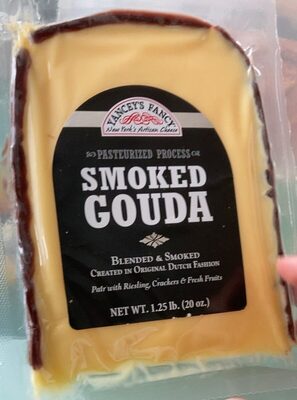 YANCEY'S FANCY
New York's Artisan Cheese
PASTEURIZED PROCESS
SMOKED
GOUDA
BLENDED & SMOKED
CREATED IN ORIGINAL DUTCH FASHION
Pair with Riesling, Crackers & Fresh Fruits
NET WT. 1.25 lb. (20 oz.)